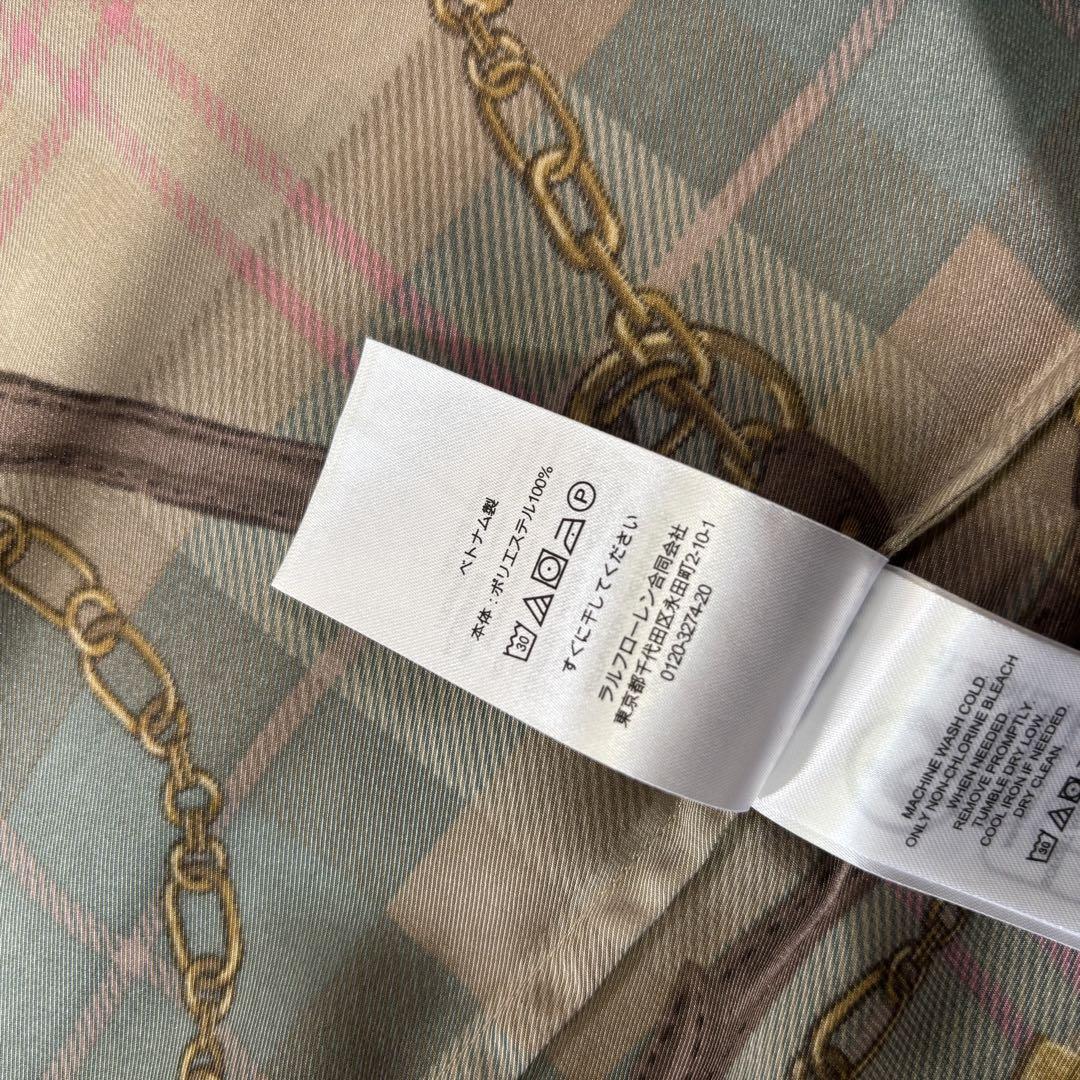 ベトナム製
本体:ポリエステル100%
30 P
すぐに干してください
ラルフローレン合同会社
東京都千代田区永田町2-10-1
0120-3274-20
MACHINE WASH COLD.
ONLY NON-CHLORINE BLEACH
WHEN NEEDED.
REMOVE PROMPTLY.
TUMBLE DRY LOW.
COOL IRON IF NEEDED.
DRY CLEAN.
30